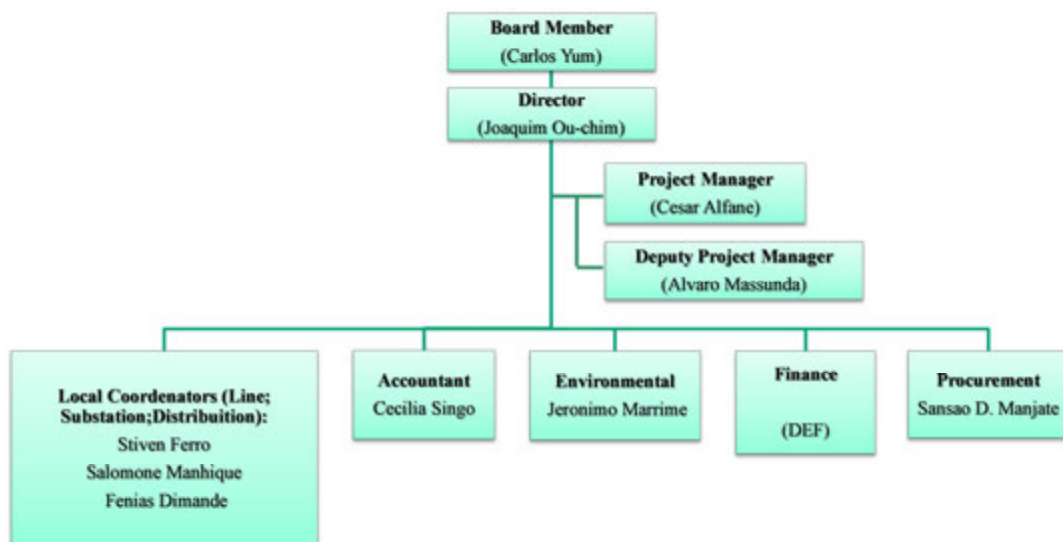 Board Member
(Carlos Yum)
Director
(Joaquim Ou-chim)
Project Manager
(Cesar Alfane)
Deputy Project Manager
(Alvaro Massunda)
Local Coordenators (Line;
Substation;Distribuition):
Stiven Ferro
Salomone Manhique
Fenias Dimande
Accountant
Cecilia Singo
Environmental
Jeronimo Marrime
Finance
(DEF)
Procurement
Sansao D. Manjate